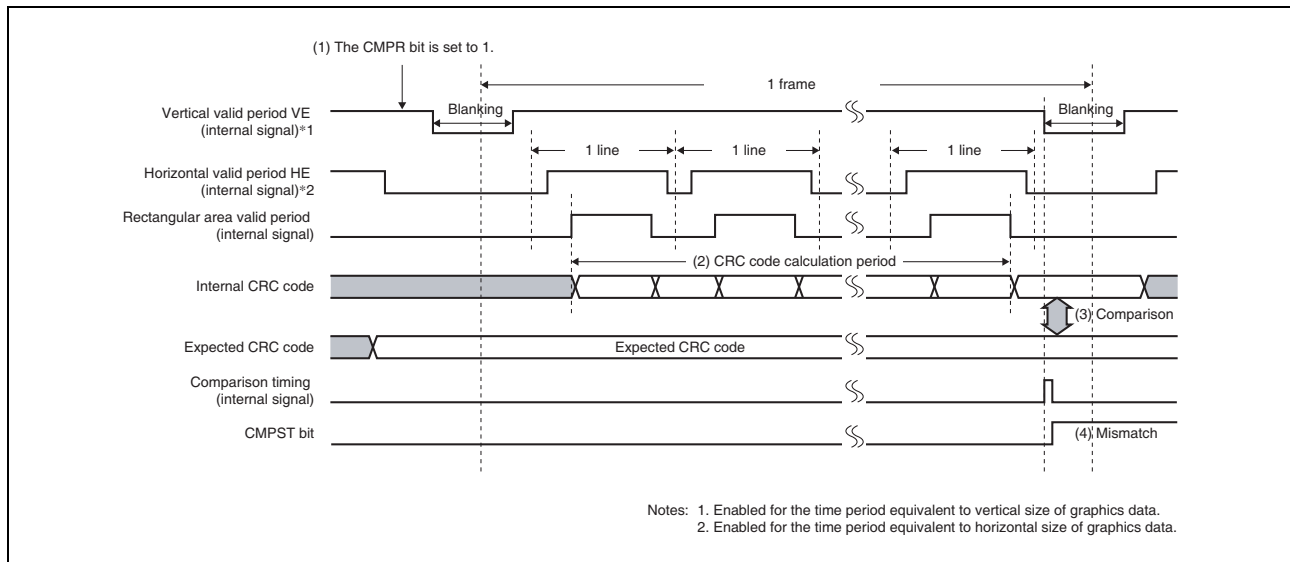 (1) The CMPR bit is set to 1.
1 frame
Vertical valid period VE
(internal signal)*1
Blanking
Blanking
1 line
1 line
1 line
Horizontal valid period HE
(internal signal)*2
Rectangular area valid period
(internal signal)
(2) CRC code calculation period
Internal CRC code
(3) Comparison
Expected CRC code
Expected CRC code
Comparison timing
(internal signal)
CMPST bit
(4) Mismatch
Notes: 1. Enabled for the time period equivalent to vertical size of graphics data.
2. Enabled for the time period equivalent to horizontal size of graphics data.